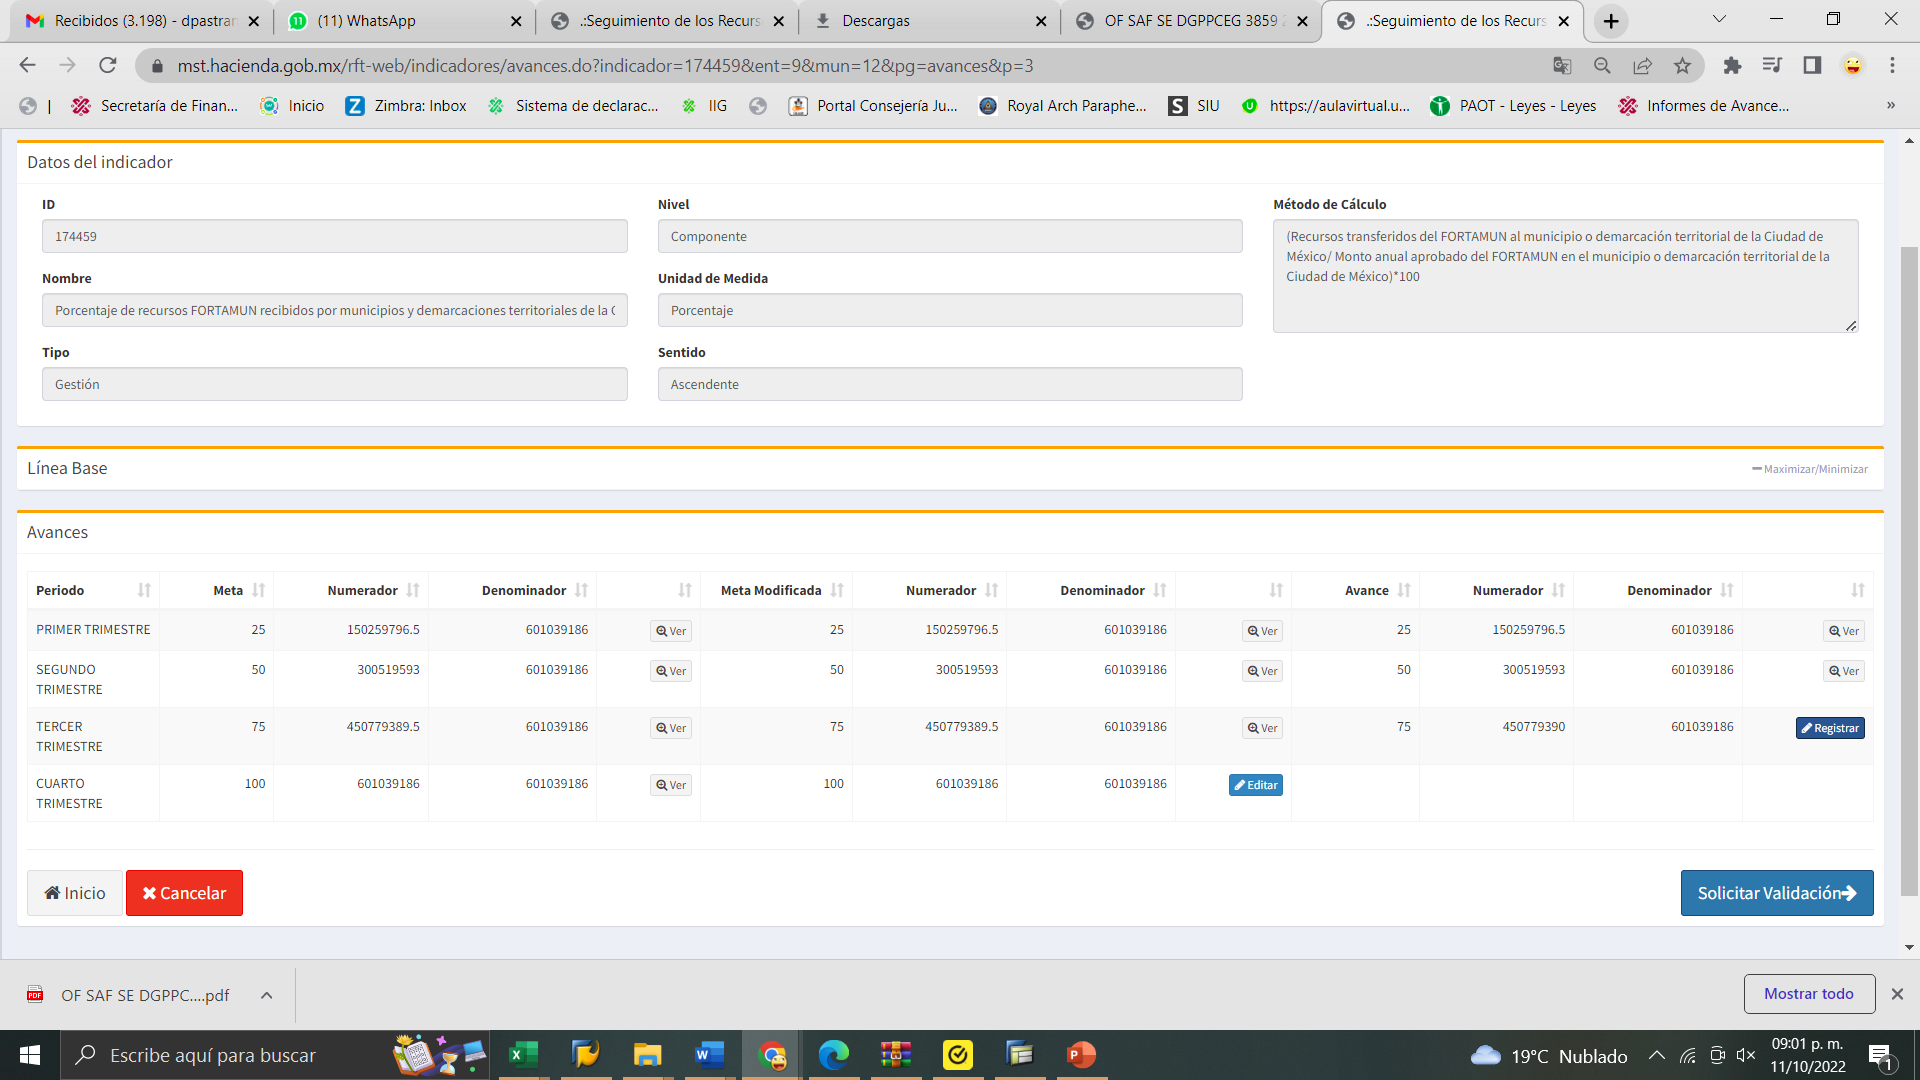 Recibidos (3.198) - dpastran
(11) WhatsApp
.:Seguimiento de los Recurs
Descargas
OF SAF SE DGPPCEG 3859 2
.:Seguimiento de los Recurs
mst.hacienda.gob.mx/rft-web/indicadores/avances.do?indicador=174459&ent=9&mun=12&pg=avances&p=3
|
Secretaría de Finan...
Inicio
Zimbra: Inbox
Sistema de declarac...
IIG
Portal Consejería Ju...
Royal Arch Paraphe...
SIU
https://aulavirtual.u...
PAOT - Leyes - Leyes
Informes de Avance...
»
Datos del indicador
ID
Nivel
Método de Cálculo
174459
Componente
(Recursos transferidos del FORTAMUN al municipio o demarcación territorial de la Ciudad de
México/ Monto anual aprobado del FORTAMUN en el municipio o demarcación territorial de la
Ciudad de México)*100
Nombre
Unidad de Medida
Porcentaje de recursos FORTAMUN recibidos por municipios y demarcaciones territoriales de la C
Porcentaje
Tipo
Sentido
Gestión
Ascendente
Línea Base
Maximizar/Minimizar
Avances
Periodo Meta Numerador Denominador Meta Modificada Numerador Denominador Avance Numerador Denominador
PRIMER TRIMESTRE 25 150259796.5 601039186 Ver 25 150259796.5 601039186 Ver 25 150259796.5 601039186 Ver
SEGUNDO TRIMESTRE 50 300519593 601039186 Ver 50 300519593 601039186 Ver 50 300519593 601039186 Ver
TERCER TRIMESTRE 75 450779389.5 601039186 Ver 75 450779389.5 601039186 Ver 75 450779390 601039186 Registrar
CUARTO TRIMESTRE 100 601039186 601039186 Ver 100 601039186 601039186 Editar
Inicio
Cancelar
Solicitar Validación
OF SAF SE DGPPC....pdf
Mostrar todo
Escribe aquí para buscar
19°C Nublado
09:01 p. m.
11/10/2022
1